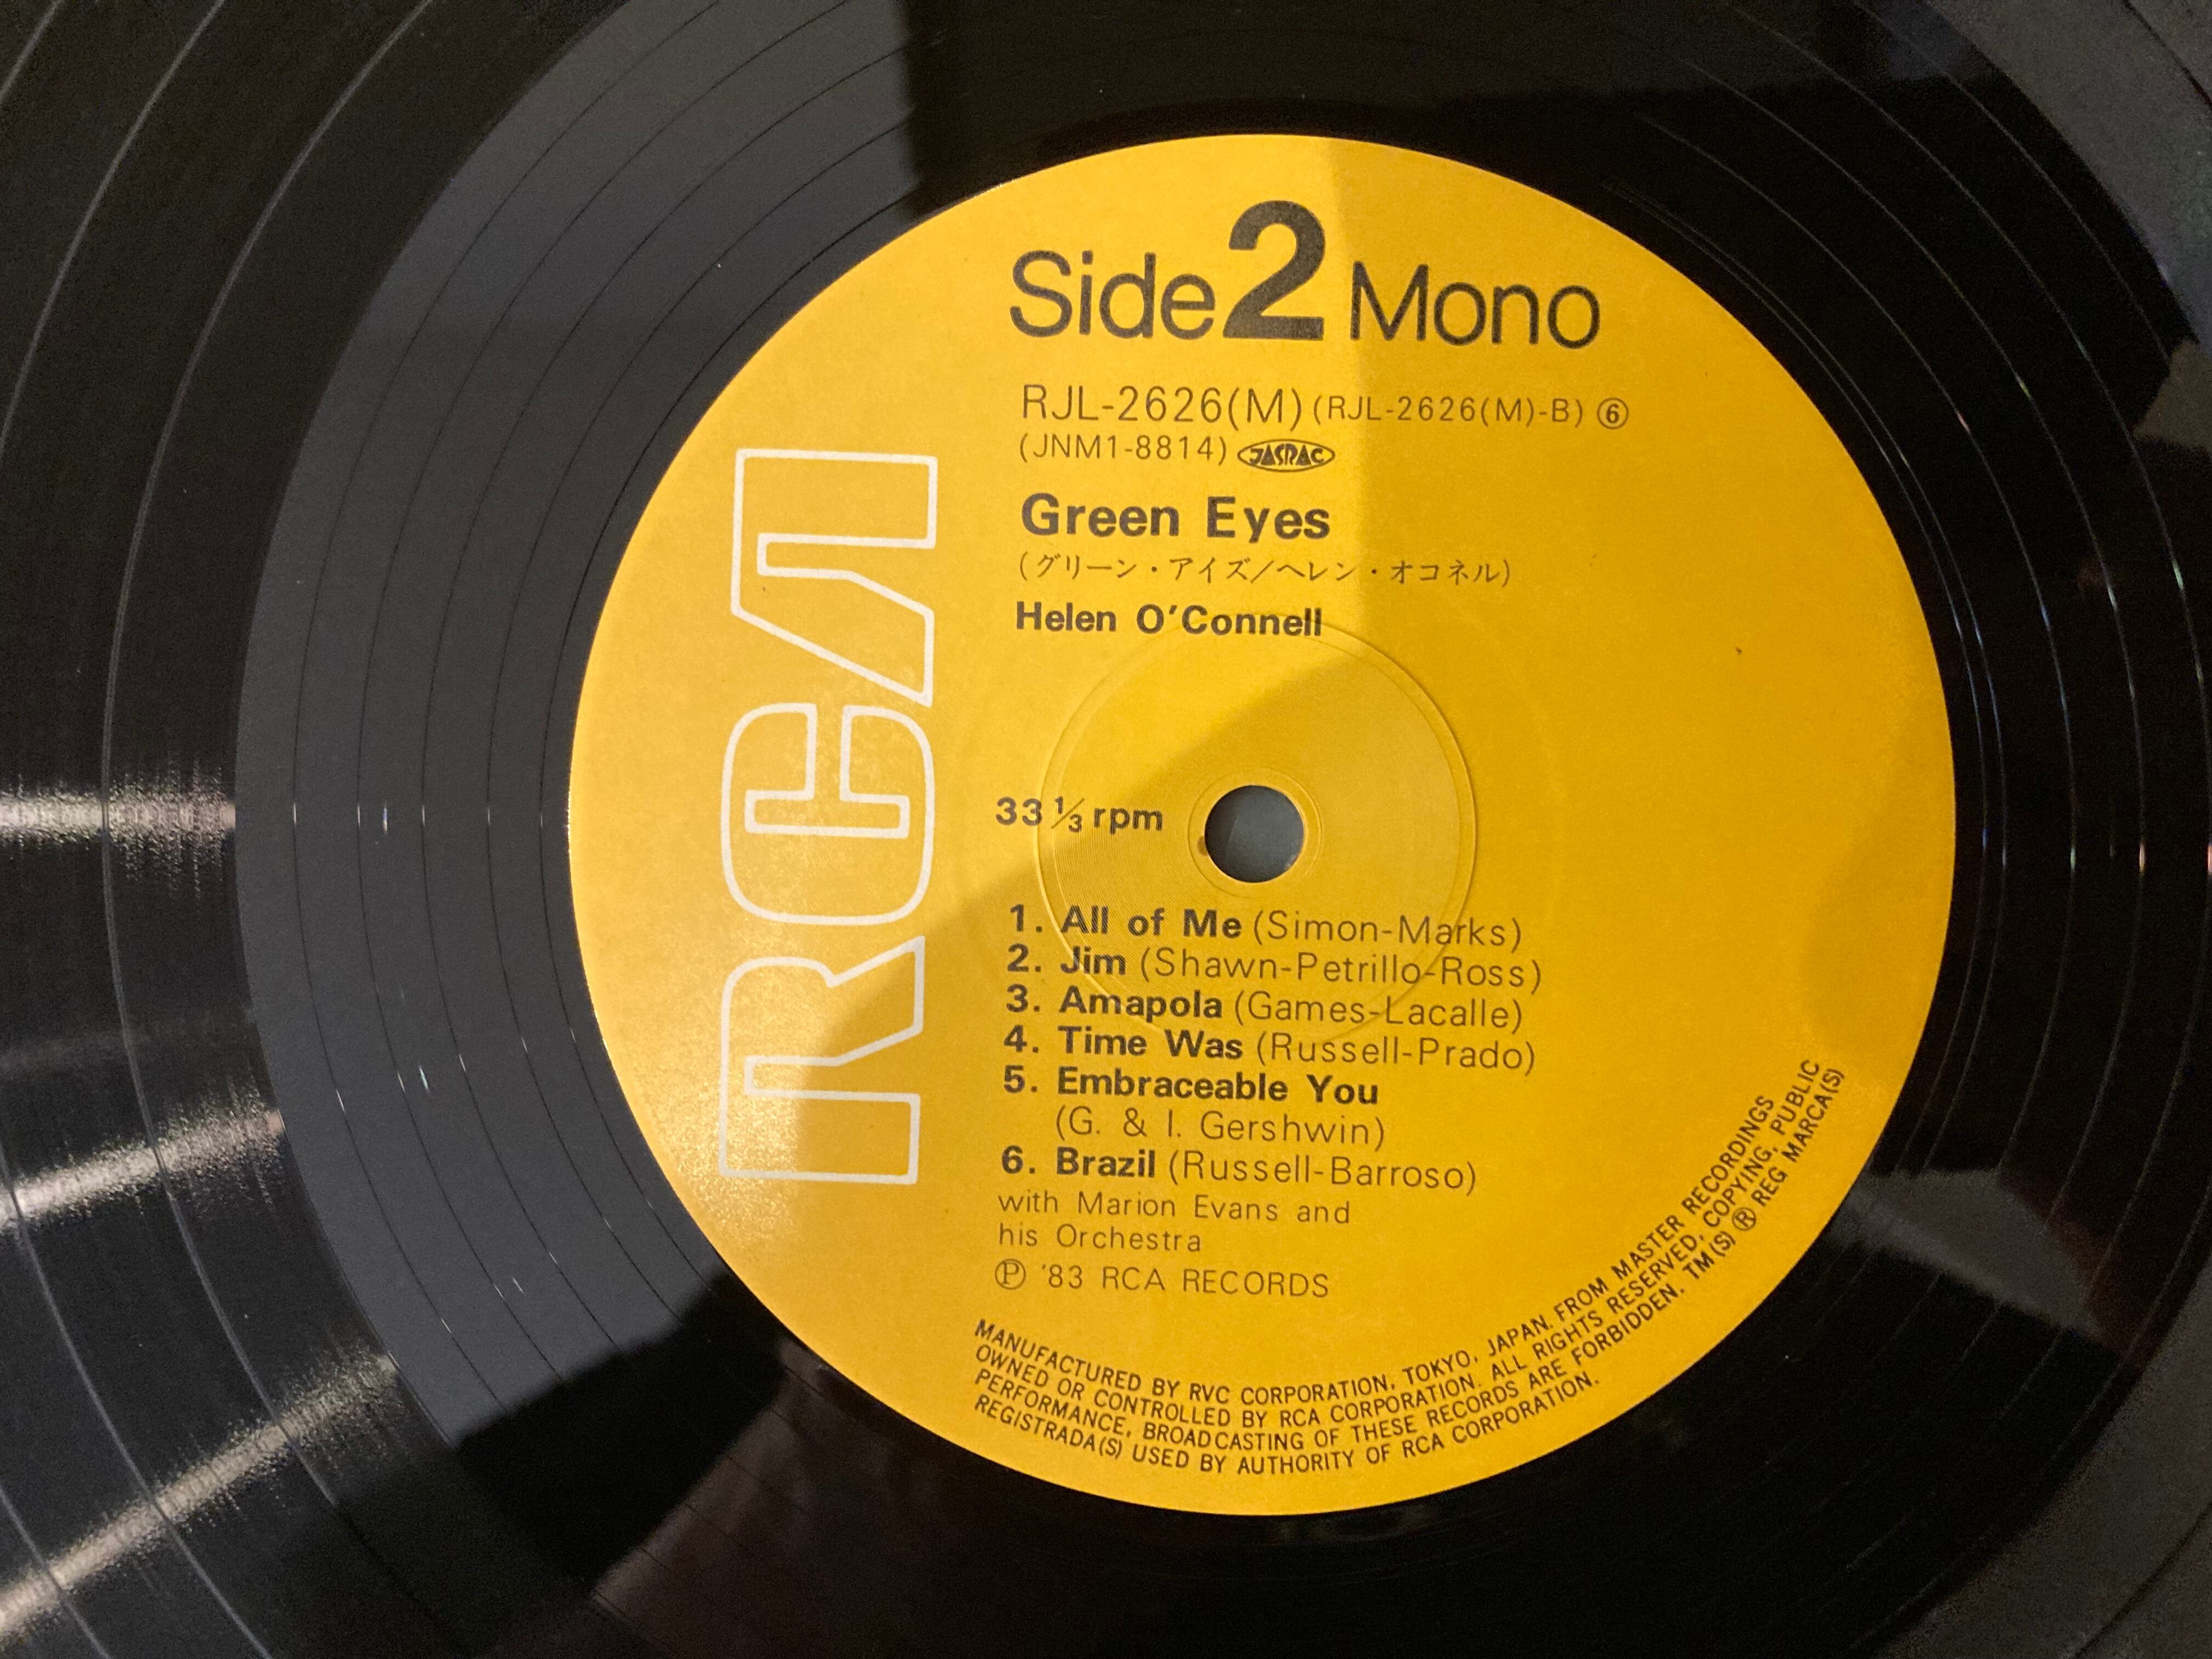 Side 2 Mono
RJL-2626(M) (RJL-2626(M)-B) ⑥
(JNM1-8814) JASRAC
Green Eyes
(グリーン・アイズ/ヘレン・オコネル)
Helen O'Connell
RCA
33 1/3 rpm
1. All of Me (Simon-Marks)
2. Jim (Shawn-Petrillo-Ross)
3. Amapola (Games-Lacalle)
4. Time Was (Russell-Prado)
5. Embraceable You
(G. & I. Gershwin)
6. Brazil (Russell-Barroso)
with Marion Evans and
his Orchestra
Ⓟ '83 RCA RECORDS
MANUFACTURED BY RVC CORPORATION, TOKYO, JAPAN. FROM MASTER RECORDINGS
OWNED OR CONTROLLED BY RCA CORPORATION. ALL RIGHTS RESERVED, COPYING, PUBLIC
PERFORMANCE, BROADCASTING OF THESE RECORDS ARE FORBIDDEN. TM(S) ® REG MARCA(S)
REGISTRADA(S) USED BY AUTHORITY OF RCA CORPORATION.